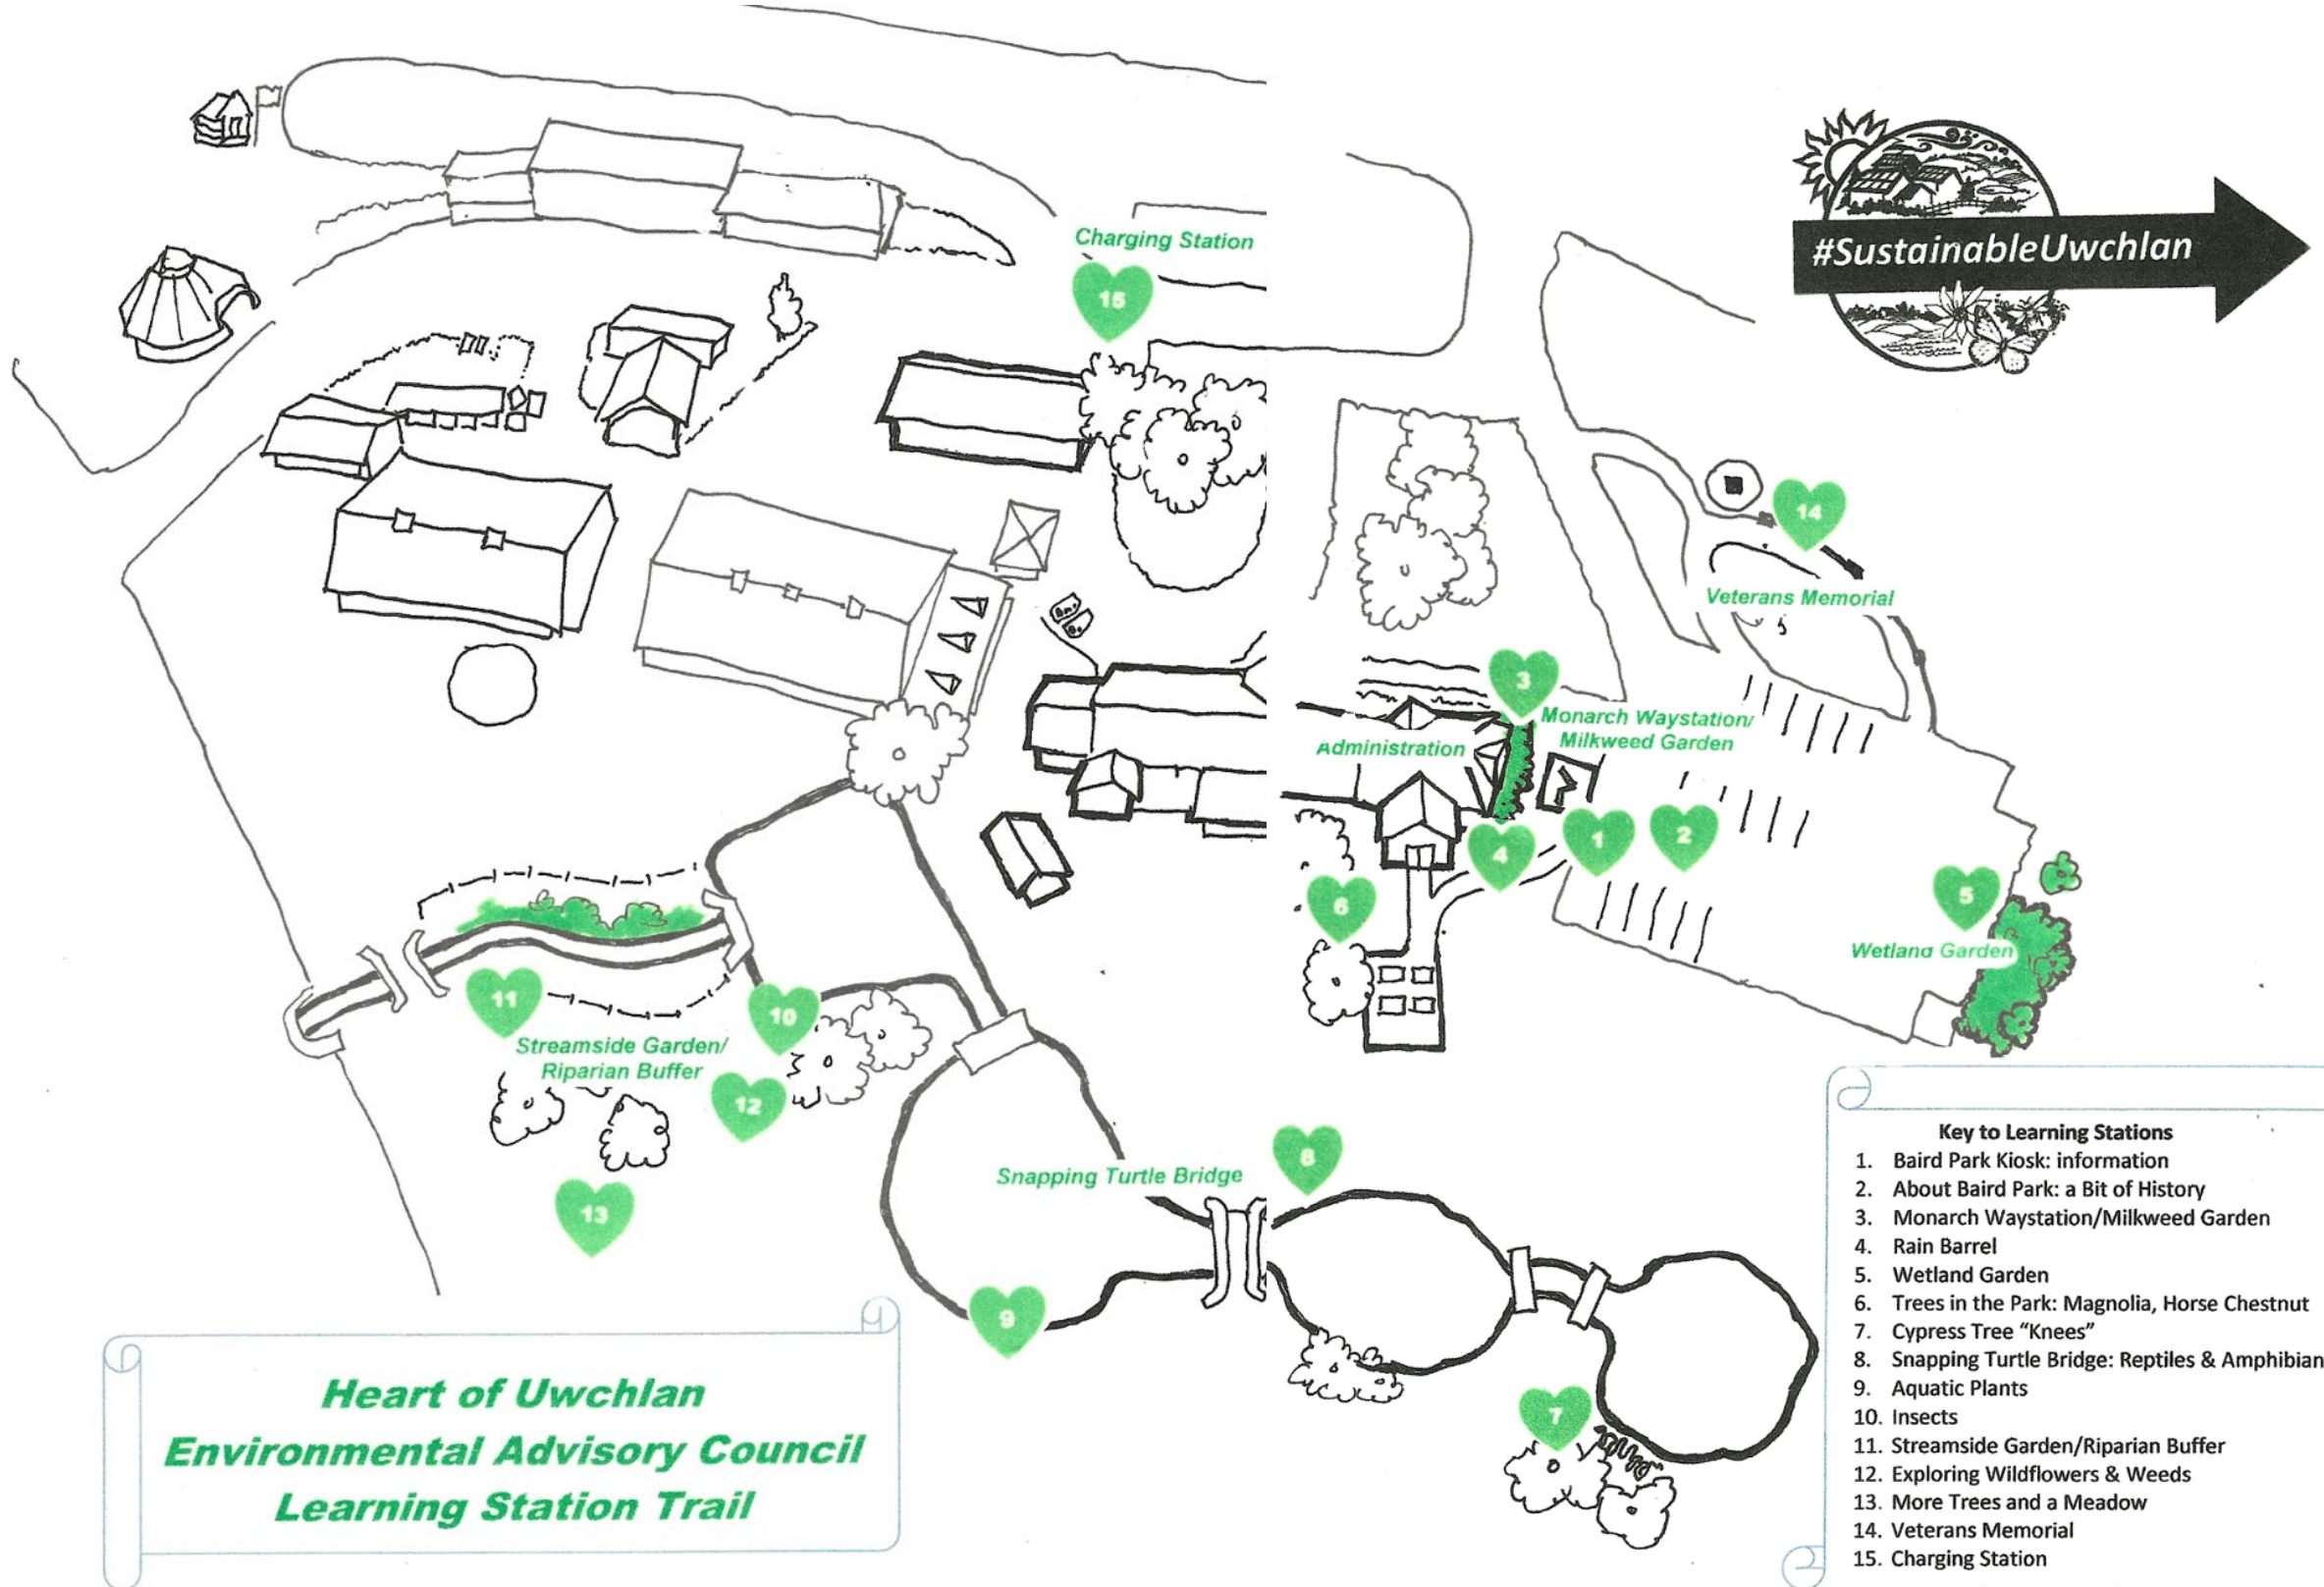 #SustainableUwchlan
Charging Station
15
14
Veterans Memorial
3
Monarch Waystation/
Milkweed Garden
Administration
1
2
4
5
6
Wetland Garden
11
10
Streamside Garden/
Riparian Buffer
12
8
Snapping Turtle Bridge
13
9
7
Heart of Uwchlan
Environmental Advisory Council
Learning Station Trail
Key to Learning Stations
1. Baird Park Kiosk: information
2. About Baird Park: a Bit of History
3. Monarch Waystation/Milkweed Garden
4. Rain Barrel
5. Wetland Garden
6. Trees in the Park: Magnolia, Horse Chestnut
7. Cypress Tree “Knees”
8. Snapping Turtle Bridge: Reptiles & Amphibian
9. Aquatic Plants
10. Insects
11. Streamside Garden/Riparian Buffer
12. Exploring Wildflowers & Weeds
13. More Trees and a Meadow
14. Veterans Memorial
15. Charging Station